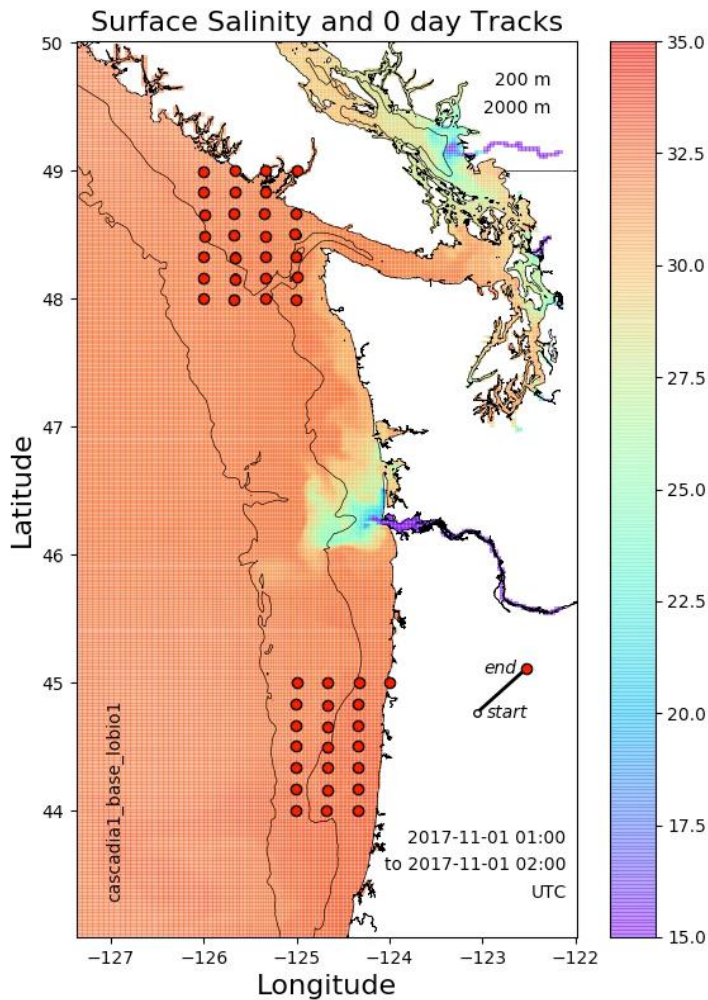 Surface Salinity and 0 day Tracks
50
49
48
47
46
45
44
Latitude
200 m
2000 m
end
start
cascadia1_base_lobio1
2017-11-01 01:00
to 2017-11-01 02:00
UTC
−127
−126
−125
−124
−123
−122
Longitude
35.0
32.5
30.0
27.5
25.0
22.5
20.0
17.5
15.0